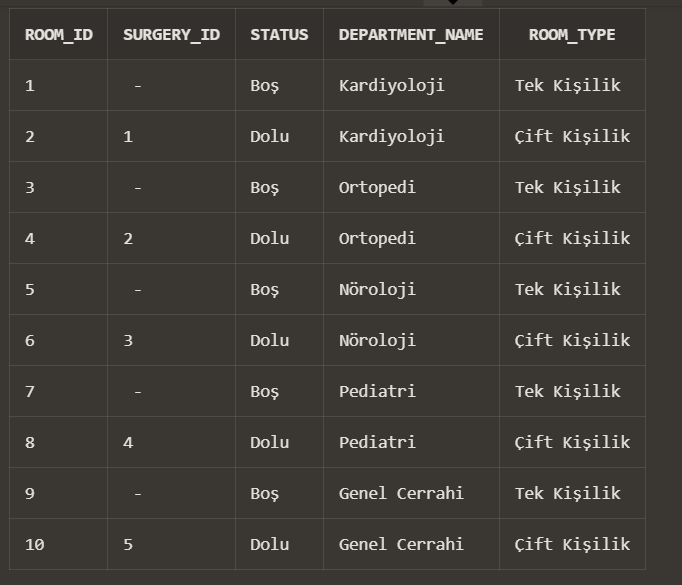 ROOM_ID SURGERY_ID STATUS DEPARTMENT_NAME ROOM_TYPE
1 - Boş Kardiyoloji Tek Kişilik
2 1 Dolu Kardiyoloji Çift Kişilik
3 - Boş Ortopedi Tek Kişilik
4 2 Dolu Ortopedi Çift Kişilik
5 - Boş Nöroloji Tek Kişilik
6 3 Dolu Nöroloji Çift Kişilik
7 - Boş Pediatri Tek Kişilik
8 4 Dolu Pediatri Çift Kişilik
9 - Boş Genel Cerrahi Tek Kişilik
10 5 Dolu Genel Cerrahi Çift Kişilik